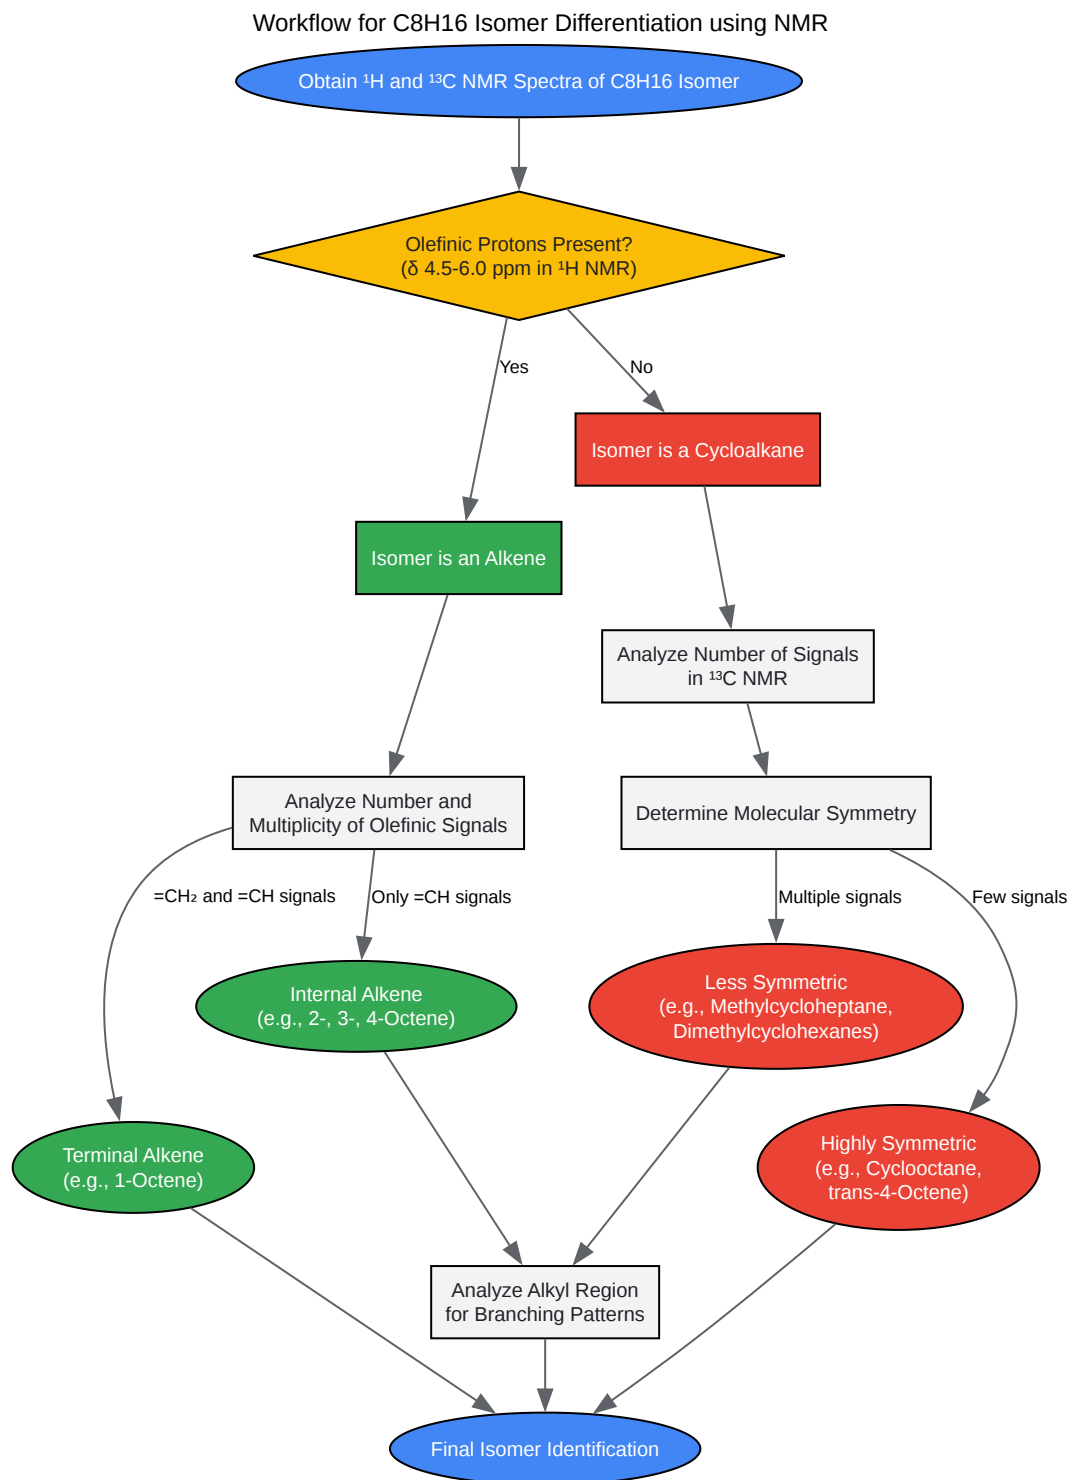 Workflow for C8H16 Isomer Differentiation using NMR
Obtain ¹H and ¹³C NMR Spectra of C8H16 Isomer
Olefinic Protons Present?
(δ 4.5-6.0 ppm in ¹H NMR)
Yes
No
Isomer is a Cycloalkane
Isomer is an Alkene
Analyze Number of Signals
in ¹³C NMR
Analyze Number and
Multiplicity of Olefinic Signals
Determine Molecular Symmetry
=CH₂ and =CH signals
Only =CH signals
Multiple signals
Few signals
Internal Alkene
(e.g., 2-, 3-, 4-Octene)
Less Symmetric
(e.g., Methylcycloheptane,
Dimethylcyclohexanes)
Terminal Alkene
(e.g., 1-Octene)
Highly Symmetric
(e.g., Cyclooctane,
trans-4-Octene)
Analyze Alkyl Region
for Branching Patterns
Final Isomer Identification